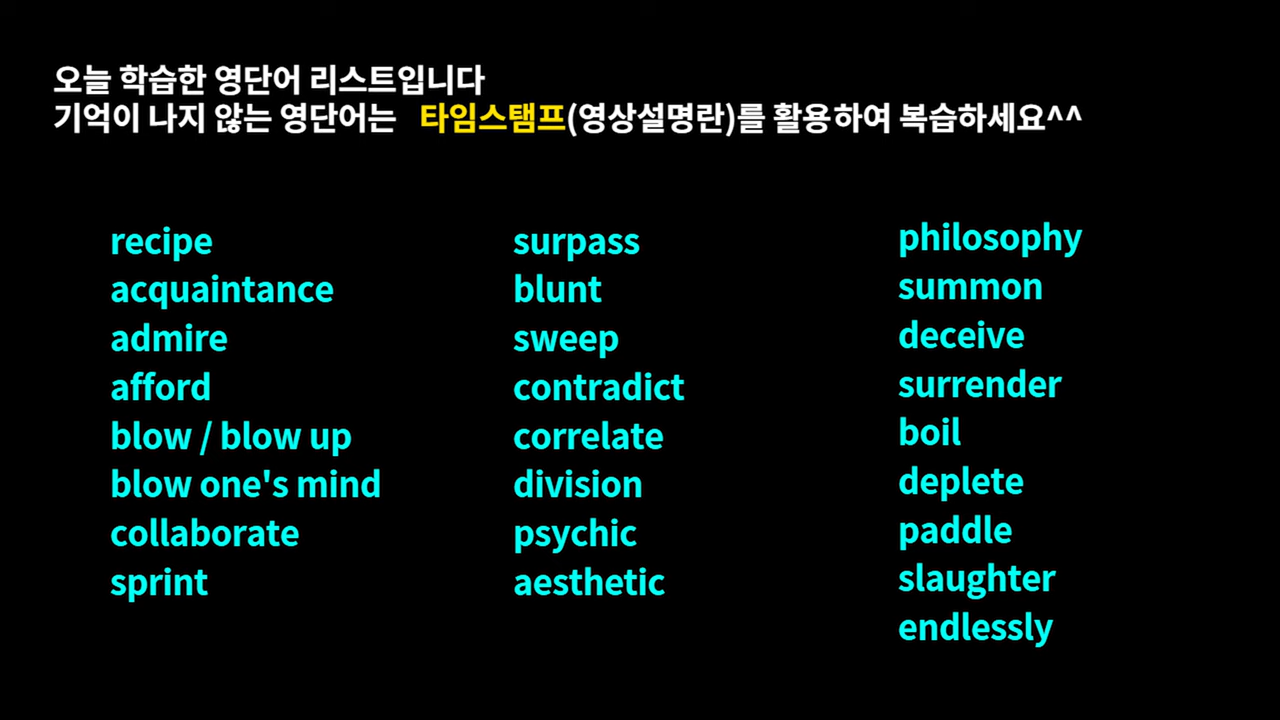 오늘 학습한 영단어 리스트입니다
기억이 나지 않는 영단어는 타임스탬프(영상설명란)를 활용하여 복습하세요^^
recipe
acquaintance
admire
afford
blow / blow up
blow one's mind
collaborate
sprint
surpass
blunt
sweep
contradict
correlate
division
psychic
aesthetic
philosophy
summon
deceive
surrender
boil
deplete
paddle
slaughter
endlessly